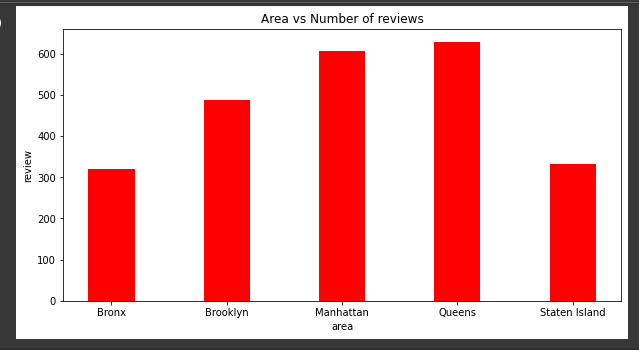 Area vs Number of reviews
600
500
400
300
200
100
0
review
Bronx Brooklyn Manhattan Queens Staten Island
area